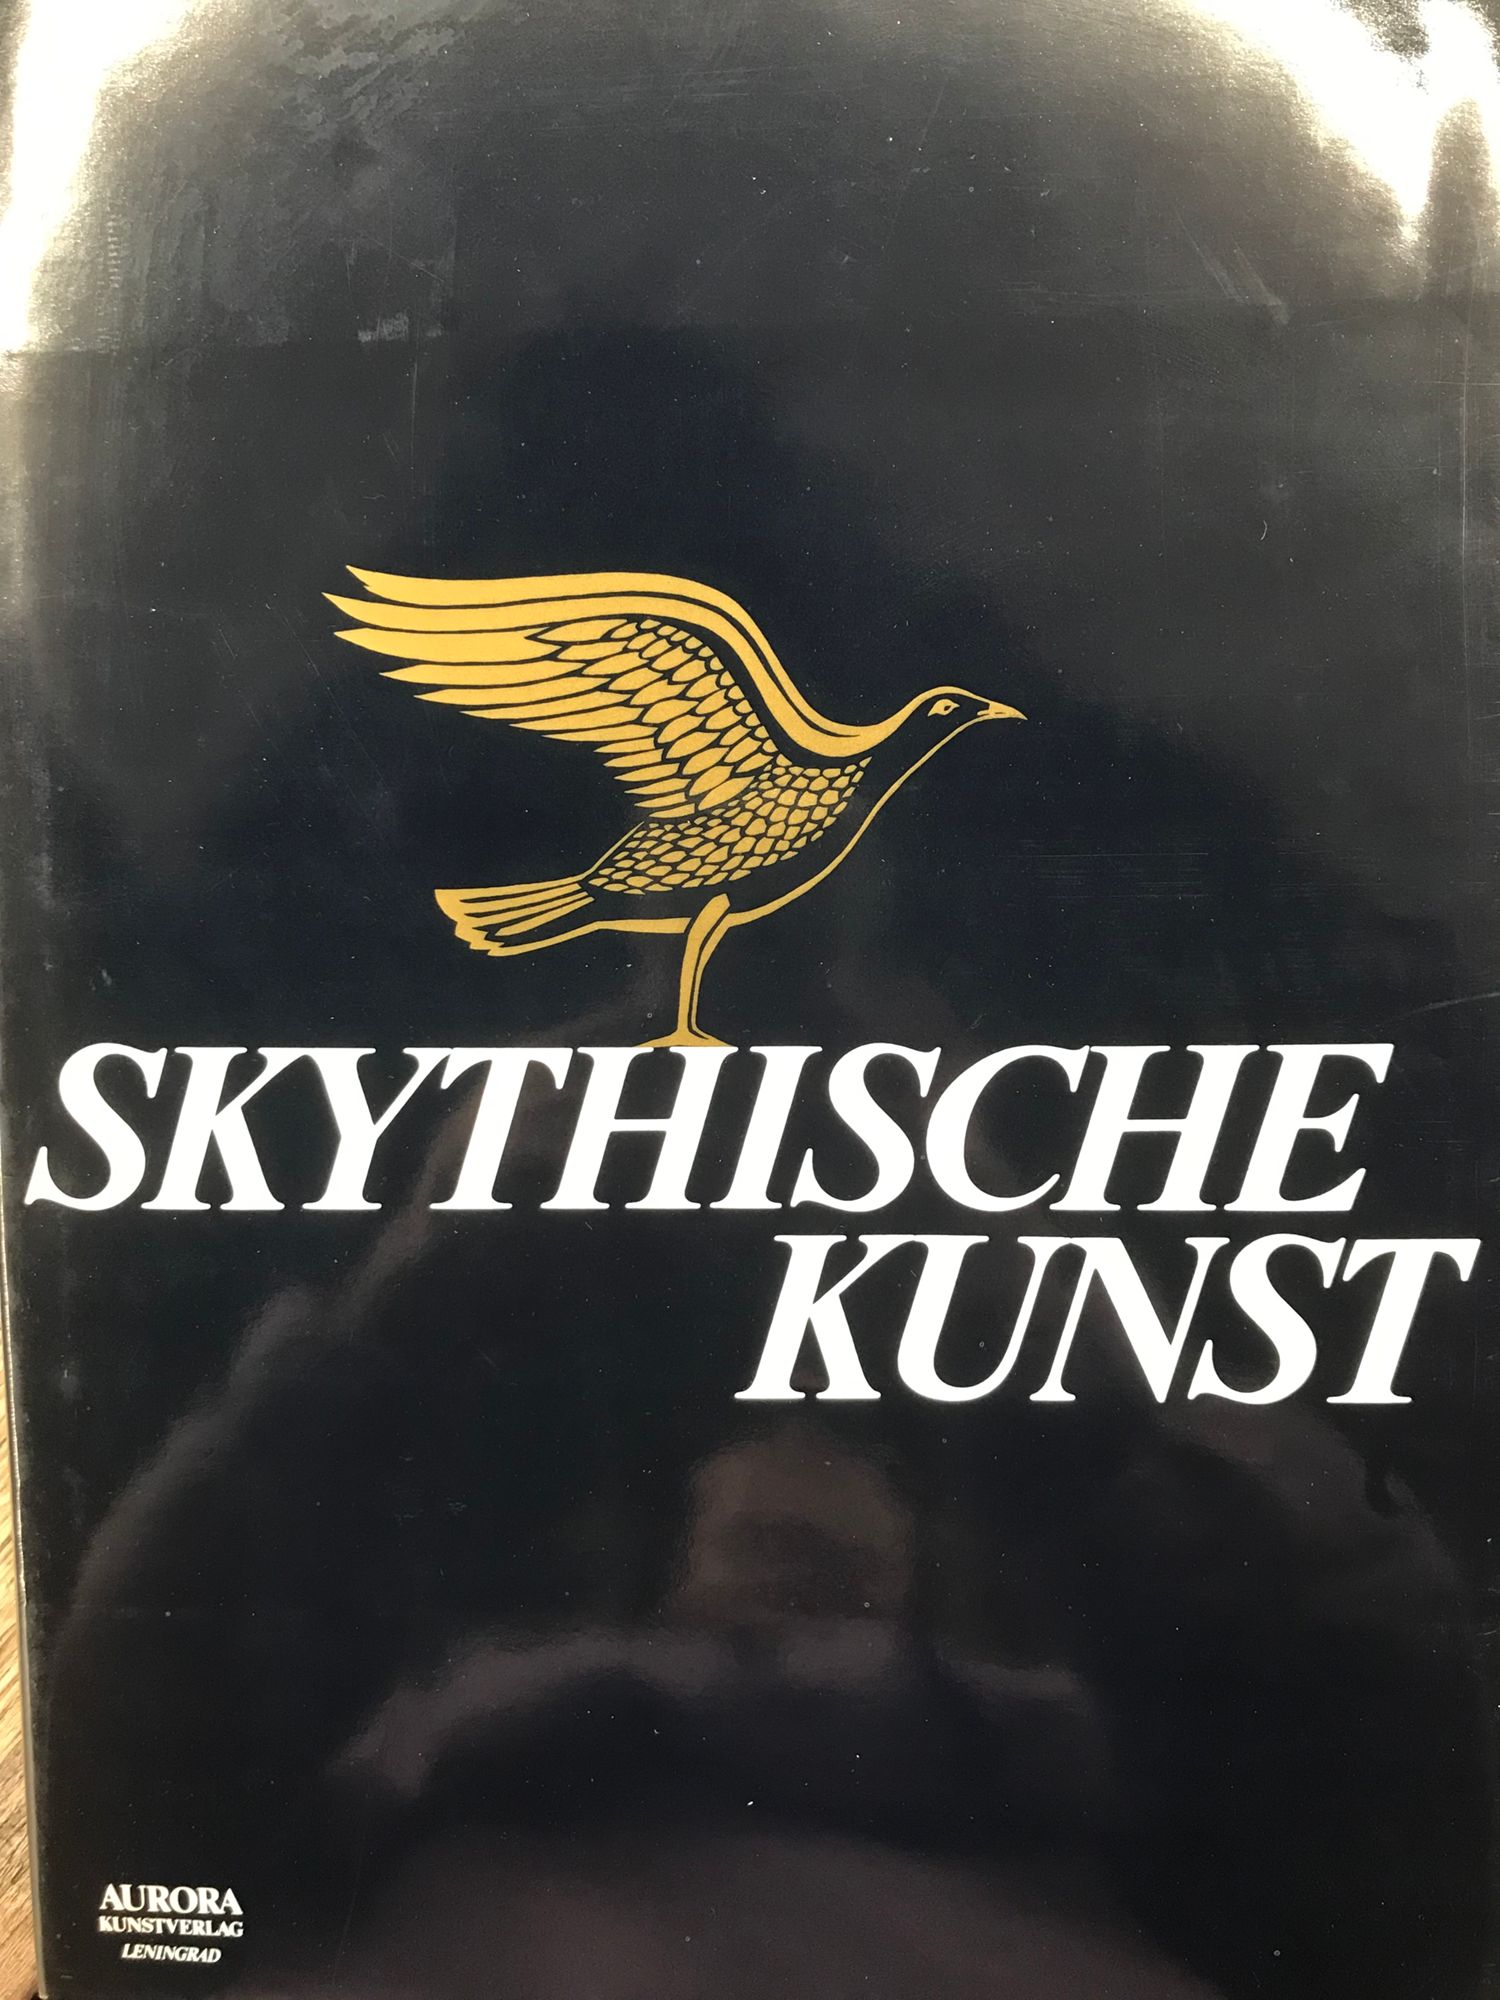 SKYTHISCHE
KUNST
AURORA
KUNSTVERLAG
LENINGRAD